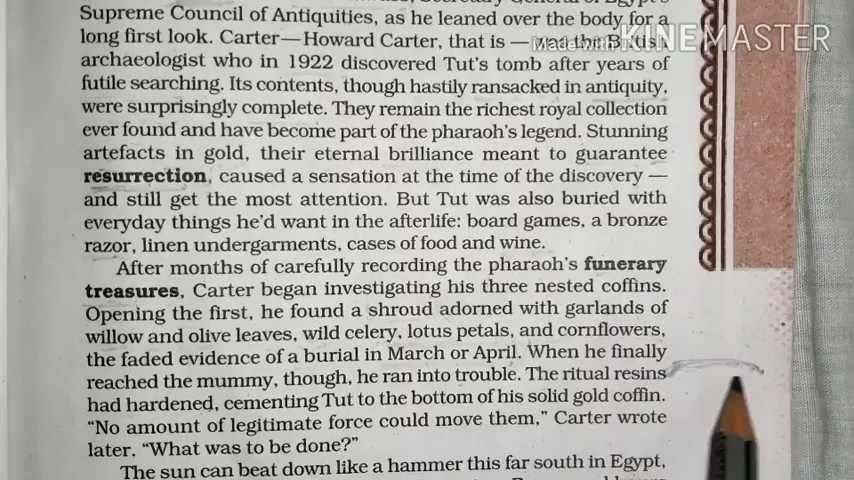 Supreme Council of Antiquities, as he leaned over the body for a
long first look. Carter—Howard Carter, that is — was the British
archaeologist who in 1922 discovered Tut's tomb after years of
futile searching. Its contents, though hastily ransacked in antiquity,
were surprisingly complete. They remain the richest royal collection
ever found and have become part of the pharaoh's legend. Stunning
artefacts in gold, their eternal brilliance meant to guarantee
resurrection, caused a sensation at the time of the discovery —
and still get the most attention. But Tut was also buried with
everyday things he'd want in the afterlife: board games, a bronze
razor, linen undergarments, cases of food and wine.
After months of carefully recording the pharaoh's funerary
treasures, Carter began investigating his three nested coffins.
Opening the first, he found a shroud adorned with garlands of
willow and olive leaves, wild celery, lotus petals, and cornflowers,
the faded evidence of a burial in March or April. When he finally
reached the mummy, though, he ran into trouble. The ritual resins
had hardened, cementing Tut to the bottom of his solid gold coffin.
“No amount of legitimate force could move them,” Carter wrote
later. “What was to be done?”
The sun can beat down like a hammer this far south in Egypt,
Made with KINEMASTER